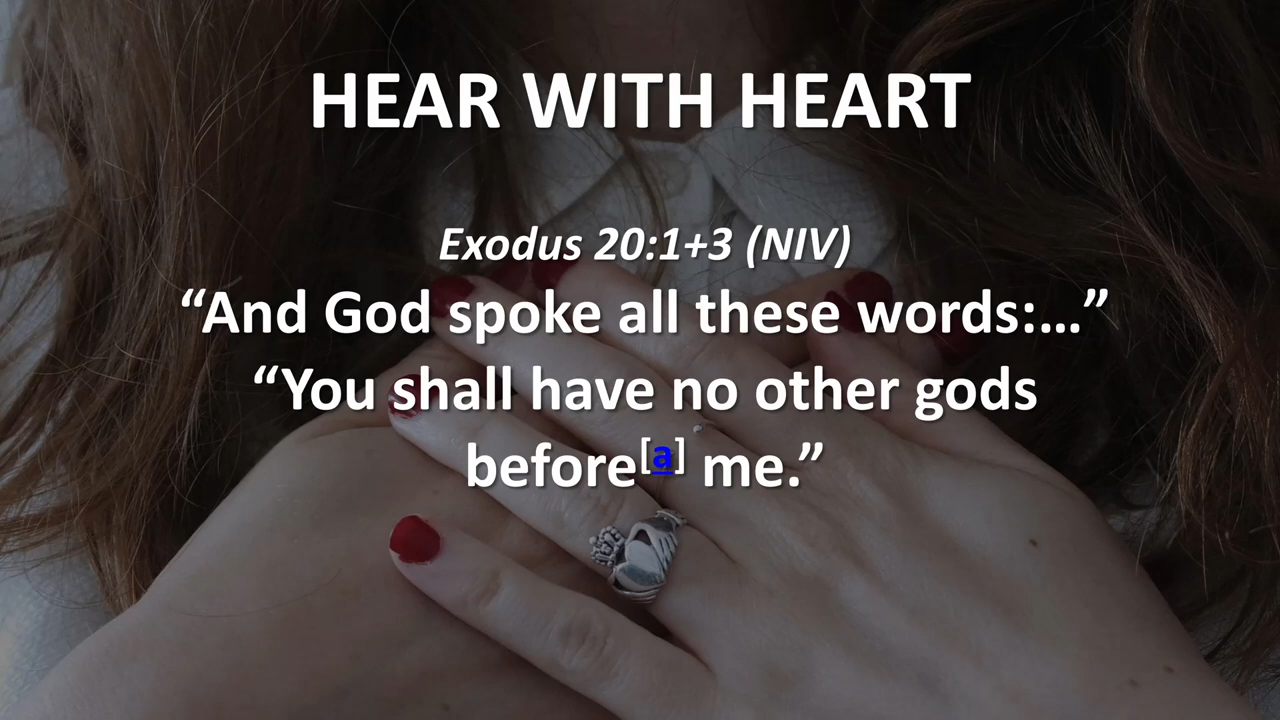 HEAR WITH HEART
Exodus 20:1+3 (NIV)
“And God spoke all these words:…”
“You shall have no other gods
before[a] me.”